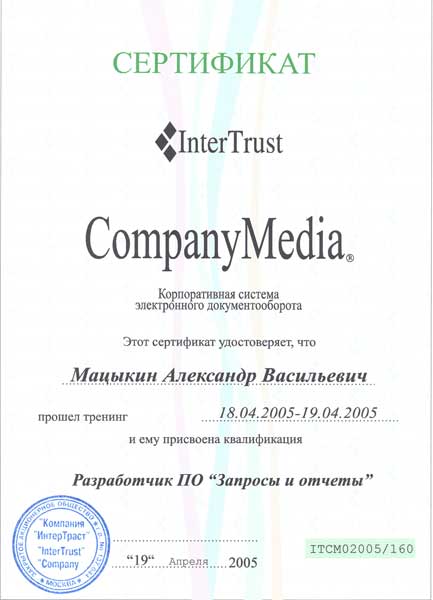 СЕРТИФИКАТ
InterTrust
CompanyMedia®
Корпоративная система
электронного документооборота
Этот сертификат удостоверяет, что
Мацыкин Александр Васильевич
прошел тренинг 18.04.2005-19.04.2005
и ему присвоена квалификация
Разработчик ПО “Запросы и отчеты”
ЗАКРЫТОЕ АКЦИОНЕРНОЕ ОБЩЕСТВО
"Компания
"ИнтерТраст"
"InterTrust"
"Company
МОСКВА
"19" Апреля 2005
ITCM02005/160